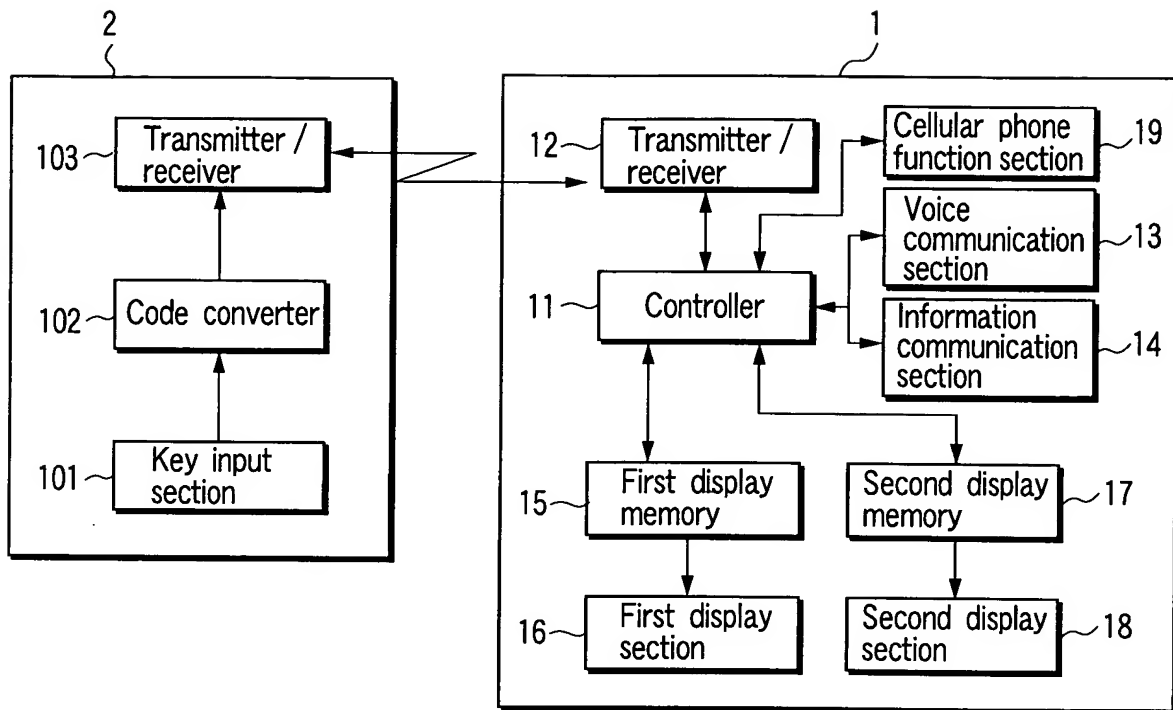 2
103
Transmitter /
receiver
102
Code converter
101
Key input
section
1
12
Transmitter /
receiver
Cellular phone
function section
19
Voice
communication
section
13
11
Controller
Information
communication
section
14
15
First display
memory
Second display
memory
17
16
First display
section
Second display
section
18